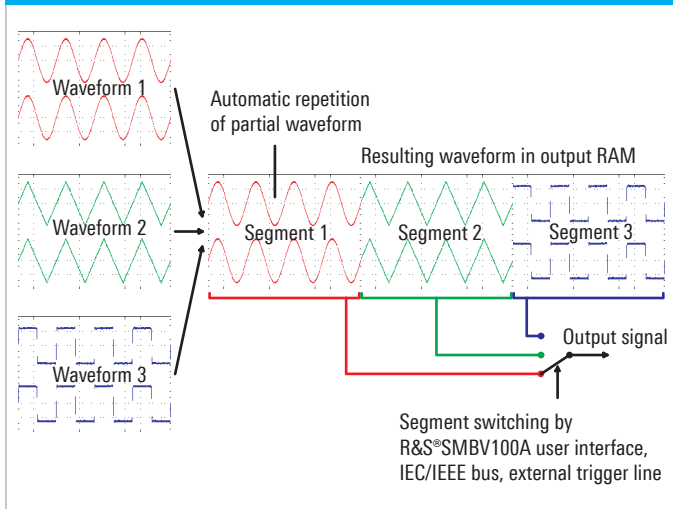 Waveform 1
Automatic repetition
of partial waveform
Resulting waveform in output RAM
Waveform 2
Segment 1
Segment 2
Segment 3
Waveform 3
Output signal
Segment switching by
R&S®SMBV100A user interface,
IEC/IEEE bus, external trigger line